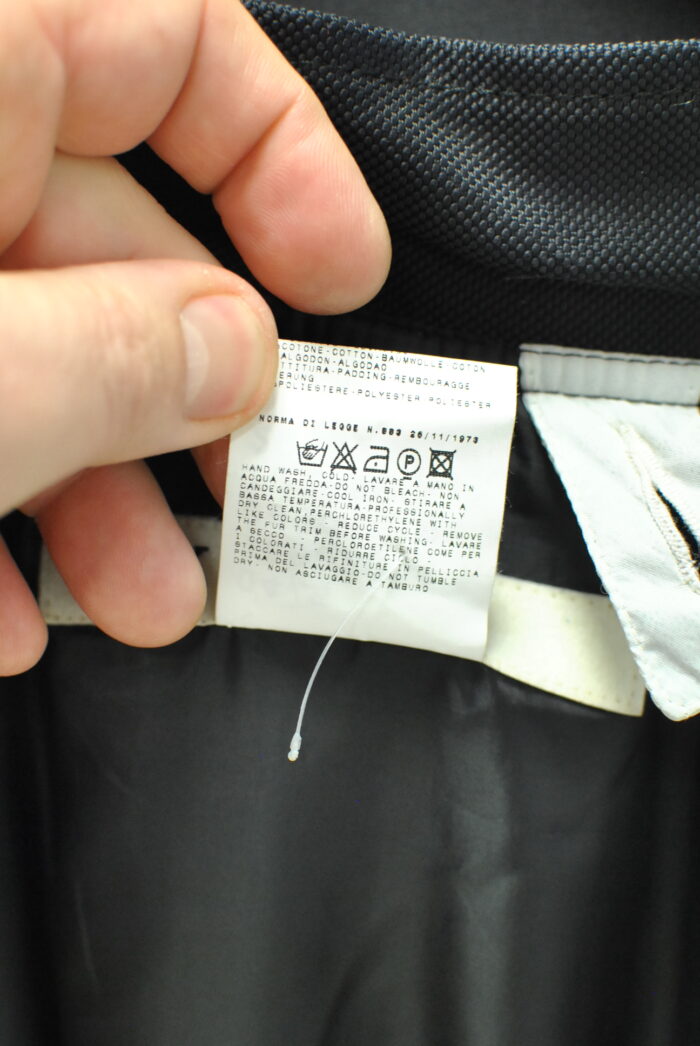 COTONE-COTTON-BAUMWOLLE-COTON
ALGODON-ALGODAO
TTITURA-PADDING-REMBOURRAGE
ERUNG
POLIESTERE-POLYESTER POLIESTER
NORMA DI LEGGE N.883 26/11/1973
P
HAND WASH, COLD- LAVARE A MANO IN
ACQUA FREDDA-DO NOT BLEACH- NON
CANDEGGIARE-COOL IRON- STIRARE A
BASSA TEMPERATURA-PROFESSIONALLY
DRY CLEAN,PERCHLORETHYLENE WITH
LIKE COLORS - REDUCE CYCLE - REMOVE
THE FUR TRIM BEFORE WASHING- LAVARE
A SECCO - PERCLOROETILENE COME PER
I COLORATI - RIDURRE CICLO -
STACCARE LE RIFINITURE IN PELLICCIA
PRIMA DEL LAVAGGIO-DO NOT TUMBLE
DRY- NON ASCIUGARE A TAMBURO